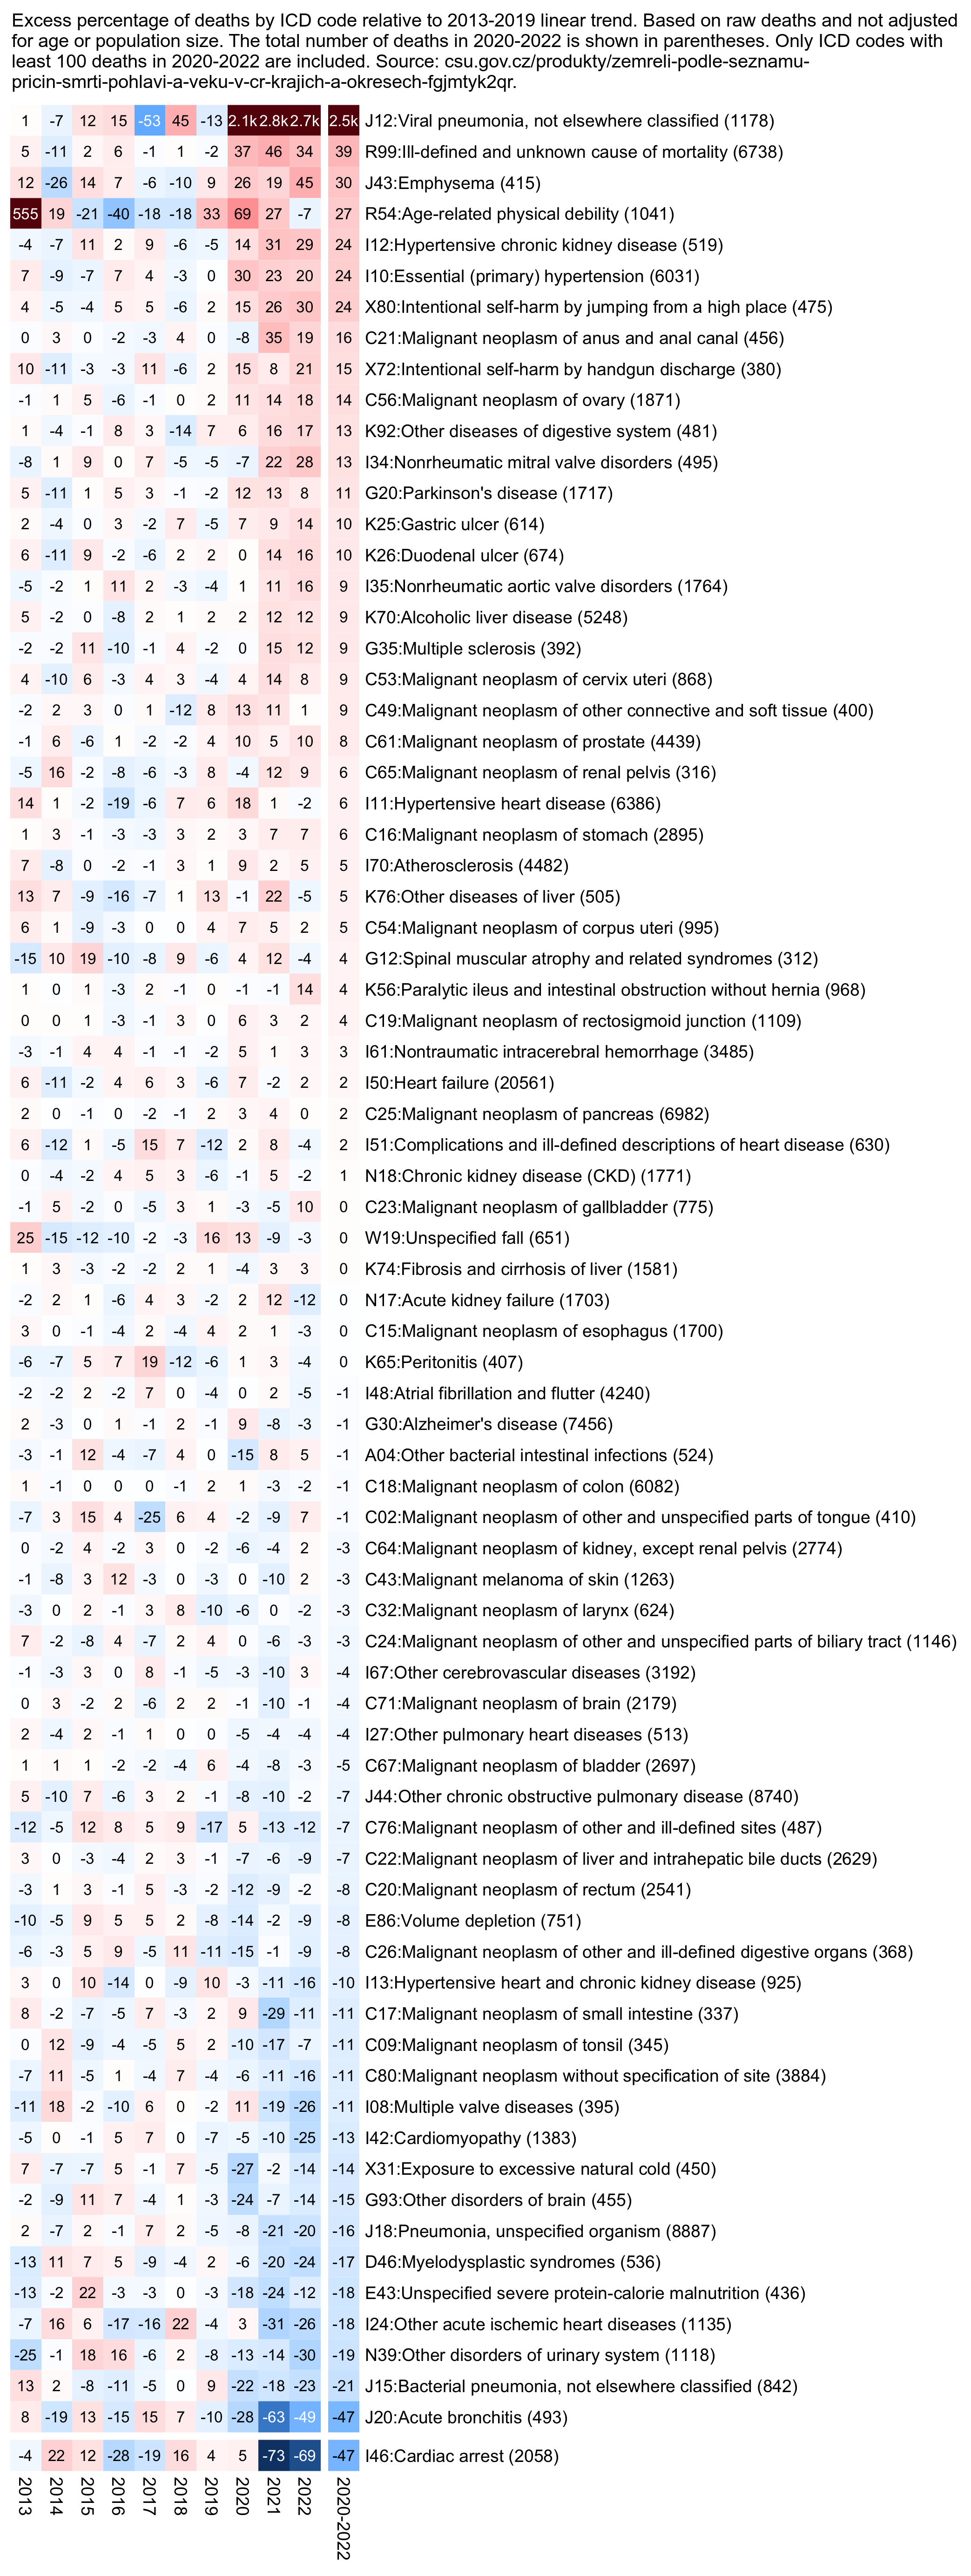 Excess percentage of deaths by ICD code relative to 2013-2019 linear trend. Based on raw deaths and not adjusted
for age or population size. The total number of deaths in 2020-2022 is shown in parentheses. Only ICD codes with
least 100 deaths in 2020-2022 are included. Source: csu.gov.cz/produkty/zemreli-podle-seznamu-
pricin-smrti-pohlavi-a-veku-v-cr-krajich-a-okresech-fgjmtyk2qr.
1 -7 12 15 -53 45 -13 2.1k 2.8k 2.7k 2.5k J12:Viral pneumonia, not elsewhere classified (1178)
5 -11 2 6 -1 1 -2 37 46 34 39 R99:Ill-defined and unknown cause of mortality (6738)
12 -26 14 7 -6 -10 9 26 19 45 30 J43:Emphysema (415)
555 19 -21 -40 -18 -18 33 69 27 -7 27 R54:Age-related physical debility (1041)
-4 -7 11 2 9 -6 -5 14 31 29 24 I12:Hypertensive chronic kidney disease (519)
7 -9 -7 7 4 -3 0 30 23 20 24 I10:Essential (primary) hypertension (6031)
4 -5 -4 5 5 -6 2 15 26 30 24 X80:Intentional self-harm by jumping from a high place (475)
0 3 0 -2 -3 4 0 -8 35 19 16 C21:Malignant neoplasm of anus and anal canal (456)
10 -11 -3 -3 11 -6 2 15 8 21 15 X72:Intentional self-harm by handgun discharge (380)
-1 1 5 -6 -1 0 2 11 14 18 14 C56:Malignant neoplasm of ovary (1871)
1 -4 -1 8 3 -14 7 6 16 17 13 K92:Other diseases of digestive system (481)
-8 1 9 0 7 -5 -5 -7 22 28 13 I34:Nonrheumatic mitral valve disorders (495)
5 -11 1 5 3 -1 -2 12 13 8 11 G20:Parkinson's disease (1717)
2 -4 0 3 -2 7 -5 7 9 14 10 K25:Gastric ulcer (614)
6 -11 9 -2 -6 2 2 0 14 16 10 K26:Duodenal ulcer (674)
-5 -2 1 11 2 -3 -4 1 11 16 9 I35:Nonrheumatic aortic valve disorders (1764)
5 -2 0 -8 2 1 2 2 12 12 9 K70:Alcoholic liver disease (5248)
-2 -2 11 -10 -1 4 -2 0 15 12 9 G35:Multiple sclerosis (392)
4 -10 6 -3 4 3 -4 4 14 8 9 C53:Malignant neoplasm of cervix uteri (868)
-2 2 3 0 1 -12 8 13 11 1 9 C49:Malignant neoplasm of other connective and soft tissue (400)
-1 6 -6 1 -2 -2 4 10 5 10 8 C61:Malignant neoplasm of prostate (4439)
-5 16 -2 -8 -6 -3 8 -4 12 9 6 C65:Malignant neoplasm of renal pelvis (316)
14 1 -2 -19 -6 7 6 18 1 -2 6 I11:Hypertensive heart disease (6386)
1 3 -1 -3 -3 3 2 3 7 7 6 C16:Malignant neoplasm of stomach (2895)
7 -8 0 -2 -1 3 1 9 2 5 5 I70:Atherosclerosis (4482)
13 7 -9 -16 -7 1 13 -1 22 -5 5 K76:Other diseases of liver (505)
6 1 -9 -3 0 0 4 7 5 2 5 C54:Malignant neoplasm of corpus uteri (995)
-15 10 19 -10 -8 9 -6 4 12 -4 4 G12:Spinal muscular atrophy and related syndromes (312)
1 0 1 -3 2 -1 0 -1 -1 14 4 K56:Paralytic ileus and intestinal obstruction without hernia (968)
0 0 1 -3 -1 3 0 6 3 2 4 C19:Malignant neoplasm of rectosigmoid junction (1109)
-3 -1 4 4 -1 -1 -2 5 1 3 3 I61:Nontraumatic intracerebral hemorrhage (3485)
6 -11 -2 4 6 3 -6 7 -2 2 2 I50:Heart failure (20561)
2 0 -1 0 -2 -1 2 3 4 0 2 C25:Malignant neoplasm of pancreas (6982)
6 -12 1 -5 15 7 -12 2 8 -4 2 I51:Complications and ill-defined descriptions of heart disease (630)
0 -4 -2 4 5 3 -6 -1 5 -2 1 N18:Chronic kidney disease (CKD) (1771)
-1 5 -2 0 -5 3 1 -3 -5 10 0 C23:Malignant neoplasm of gallbladder (775)
25 -15 -12 -10 -2 -3 16 13 -9 -3 0 W19:Unspecified fall (651)
1 3 -3 -2 -2 2 1 -4 3 3 0 K74:Fibrosis and cirrhosis of liver (1581)
-2 2 1 -6 4 3 -2 2 12 -12 0 N17:Acute kidney failure (1703)
3 0 -1 -4 2 -4 4 2 1 -3 0 C15:Malignant neoplasm of esophagus (1700)
-6 -7 5 7 19 -12 -6 1 3 -4 0 K65:Peritonitis (407)
-2 -2 2 -2 7 0 -4 0 2 -5 -1 I48:Atrial fibrillation and flutter (4240)
2 -3 0 1 -1 2 -1 9 -8 -3 -1 G30:Alzheimer's disease (7456)
-3 -1 12 -4 -7 4 0 -15 8 5 -1 A04:Other bacterial intestinal infections (524)
1 -1 0 0 0 -1 2 1 -3 -2 -1 C18:Malignant neoplasm of colon (6082)
-7 3 15 4 -25 6 4 -2 -9 7 -1 C02:Malignant neoplasm of other and unspecified parts of tongue (410)
0 -2 4 -2 3 0 -2 -6 -4 2 -3 C64:Malignant neoplasm of kidney, except renal pelvis (2774)
-1 -8 3 12 -3 0 -3 0 -10 2 -3 C43:Malignant melanoma of skin (1263)
-3 0 2 -1 3 8 -10 -6 0 -2 -3 C32:Malignant neoplasm of larynx (624)
7 -2 -8 4 -7 2 4 0 -6 -3 -3 C24:Malignant neoplasm of other and unspecified parts of biliary tract (1146)
-1 -3 3 0 8 -1 -5 -3 -10 3 -4 I67:Other cerebrovascular diseases (3192)
0 3 -2 2 -6 2 2 -1 -10 -1 -4 C71:Malignant neoplasm of brain (2179)
2 -4 2 -1 1 0 0 -5 -4 -4 -4 I27:Other pulmonary heart diseases (513)
1 1 1 -2 -2 -4 6 -4 -8 -3 -5 C67:Malignant neoplasm of bladder (2697)
5 -10 7 -6 3 2 -1 -8 -10 -2 -7 J44:Other chronic obstructive pulmonary disease (8740)
-12 -5 12 8 5 9 -17 5 -13 -12 -7 C76:Malignant neoplasm of other and ill-defined sites (487)
3 0 -3 -4 2 3 -1 -7 -6 -9 -7 C22:Malignant neoplasm of liver and intrahepatic bile ducts (2629)
-3 1 3 -1 5 -3 -2 -12 -9 -2 -8 C20:Malignant neoplasm of rectum (2541)
-10 -5 9 5 5 2 -8 -14 -2 -9 -8 E86:Volume depletion (751)
-6 -3 5 9 -5 11 -11 -15 -1 -9 -8 C26:Malignant neoplasm of other and ill-defined digestive organs (368)
3 0 10 -14 0 -9 10 -3 -11 -16 -10 I13:Hypertensive heart and chronic kidney disease (925)
8 -2 -7 -5 7 -3 2 9 -29 -11 -11 C17:Malignant neoplasm of small intestine (337)
0 12 -9 -4 -5 5 2 -10 -17 -7 -11 C09:Malignant neoplasm of tonsil (345)
-7 11 -5 1 -4 7 -4 -6 -11 -16 -11 C80:Malignant neoplasm without specification of site (3884)
-11 18 -2 -10 6 0 -2 11 -19 -26 -11 I08:Multiple valve diseases (395)
-5 0 -1 5 7 0 -7 -5 -10 -25 -13 I42:Cardiomyopathy (1383)
7 -7 -7 5 -1 7 -5 -27 -2 -14 -14 X31:Exposure to excessive natural cold (450)
-2 -9 11 7 -4 1 -3 -24 -7 -14 -15 G93:Other disorders of brain (455)
2 -7 2 -1 7 2 -5 -8 -21 -20 -16 J18:Pneumonia, unspecified organism (8887)
-13 11 7 5 -9 -4 2 -6 -20 -24 -17 D46:Myelodysplastic syndromes (536)
-13 -2 22 -3 -3 0 -3 -18 -24 -12 -18 E43:Unspecified severe protein-calorie malnutrition (436)
-7 16 6 -17 -16 22 -4 3 -31 -26 -18 I24:Other acute ischemic heart diseases (1135)
-25 -1 18 16 -6 2 -8 -13 -14 -30 -19 N39:Other disorders of urinary system (1118)
13 2 -8 -11 -5 0 9 -22 -18 -23 -21 J15:Bacterial pneumonia, not elsewhere classified (842)
8 -19 13 -15 15 7 -10 -28 -63 -49 -47 J20:Acute bronchitis (493)
-4 22 12 -28 -19 16 4 5 -73 -69 -47 I46:Cardiac arrest (2058)
2013 2014 2015 2016 2017 2018 2019 2020 2021 2022 2020-2022